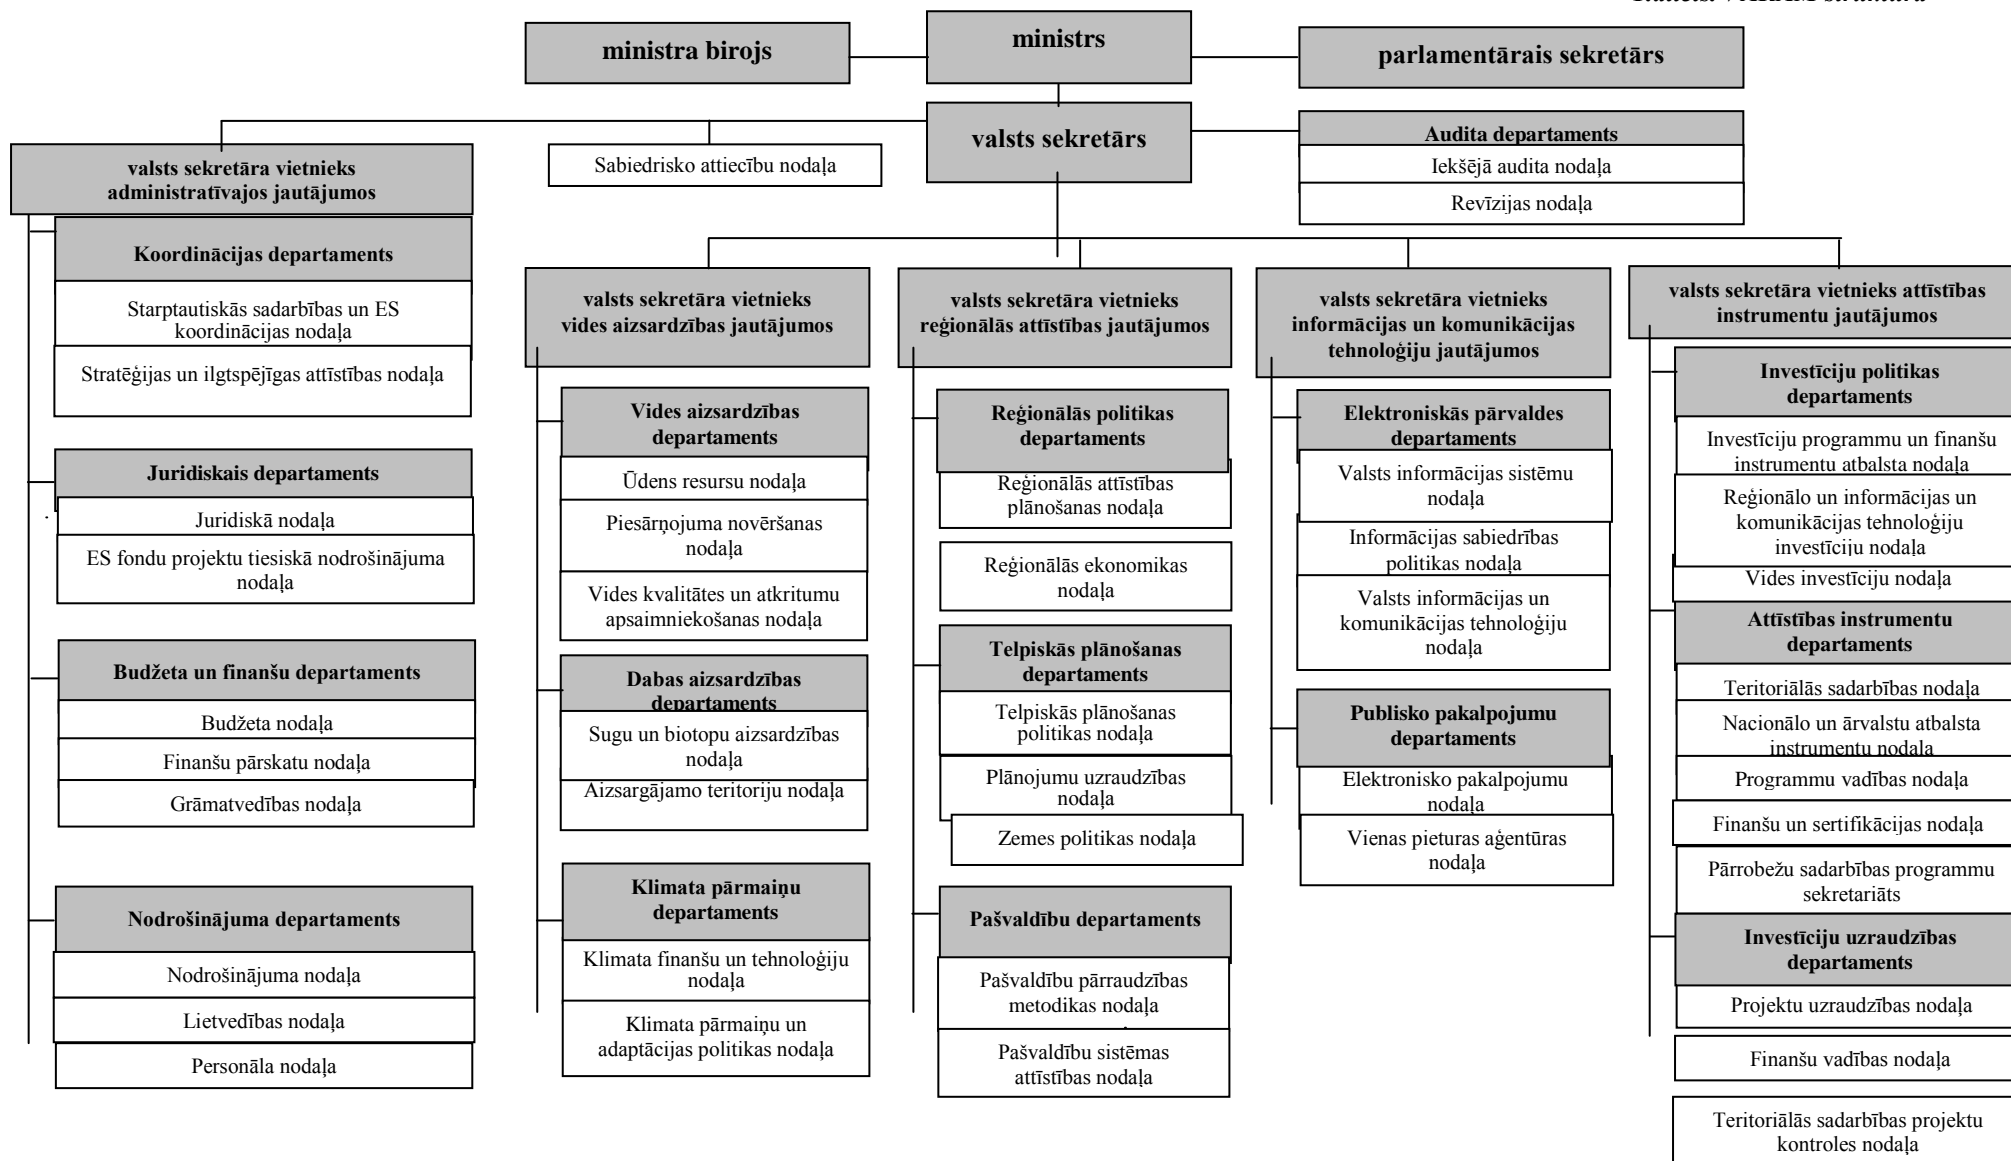 VARAM struktūra
ministra birojs
ministrs
parlamentārais sekretārs
valsts sekretārs
Sabiedrisko attiecību nodaļa
Audita departaments
Iekšējā audita nodaļa
Revīzijas nodaļa
valsts sekretāra vietnieks
administratīvajos jautājumos
Koordinācijas departaments
Starptautiskās sadarbības un ES
koordinācijas nodaļa
Stratēģijas un ilgtspējīgas attīstības nodaļa
Juridiskais departaments
Juridiskā nodaļa
ES fondu projektu tiesiskā nodrošinājuma
nodaļa
Budžeta un finanšu departaments
Budžeta nodaļa
Finanšu pārskatu nodaļa
Grāmatvedības nodaļa
Nodrošinājuma departaments
Nodrošinājuma nodaļa
Lietvedības nodaļa
Personāla nodaļa
valsts sekretāra vietnieks
vides aizsardzības jautājumos
Vides aizsardzības
departaments
Ūdens resursu nodaļa
Piesārņojuma novēršanas
nodaļa
Vides kvalitātes un atkritumu
apsaimniekošanas nodaļa
Dabas aizsardzības
departaments
Sugu un biotopu aizsardzības
nodaļa
Aizsargājamo teritoriju nodaļa
Klimata pārmaiņu
departaments
Klimata finanšu un tehnoloģiju
nodaļa
Klimata pārmaiņu un
adaptācijas politikas nodaļa
valsts sekretāra vietnieks
reģionālās attīstības jautājumos
Reģionālās politikas
departaments
Reģionālās attīstības
plānošanas nodaļa
Reģionālās ekonomikas
nodaļa
Telpiskās plānošanas
departaments
Telpiskās plānošanas
politikas nodaļa
Plānojumu uzraudzības
nodaļa
Zemes politikas nodaļa
Pašvaldību departaments
Pašvaldību pārraudzības
metodikas nodaļa
Pašvaldību sistēmas
attīstības nodaļa
valsts sekretāra vietnieks
informācijas un komunikācijas
tehnoloģiju jautājumos
Elektroniskās pārvaldes
departaments
Valsts informācijas sistēmu
nodaļa
Informācijas sabiedrības
politikas nodaļa
Valsts informācijas un
komunikācijas tehnoloģiju
nodaļa
Publisko pakalpojumu
departaments
Elektronisko pakalpojumu
nodaļa
Vienas pieturas aģentūras
nodaļa
valsts sekretāra vietnieks attīstības
instrumentu jautājumos
Investīciju politikas
departaments
Investīciju programmu un finanšu
instrumentu atbalsta nodaļa
Reģionālo un informācijas un
komunikācijas tehnoloģiju
investīciju nodaļa
Vides investīciju nodaļa
Attīstības instrumentu
departaments
Teritoriālās sadarbības nodaļa
Nacionālo un ārvalstu atbalsta
instrumentu nodaļa
Programmu vadības nodaļa
Finanšu un sertifikācijas nodaļa
Pārrobežu sadarbības programmu
sekretariāts
Investīciju uzraudzības
departaments
Projektu uzraudzības nodaļa
Finanšu vadības nodaļa
Teritoriālās sadarbības projektu
kontroles nodaļa